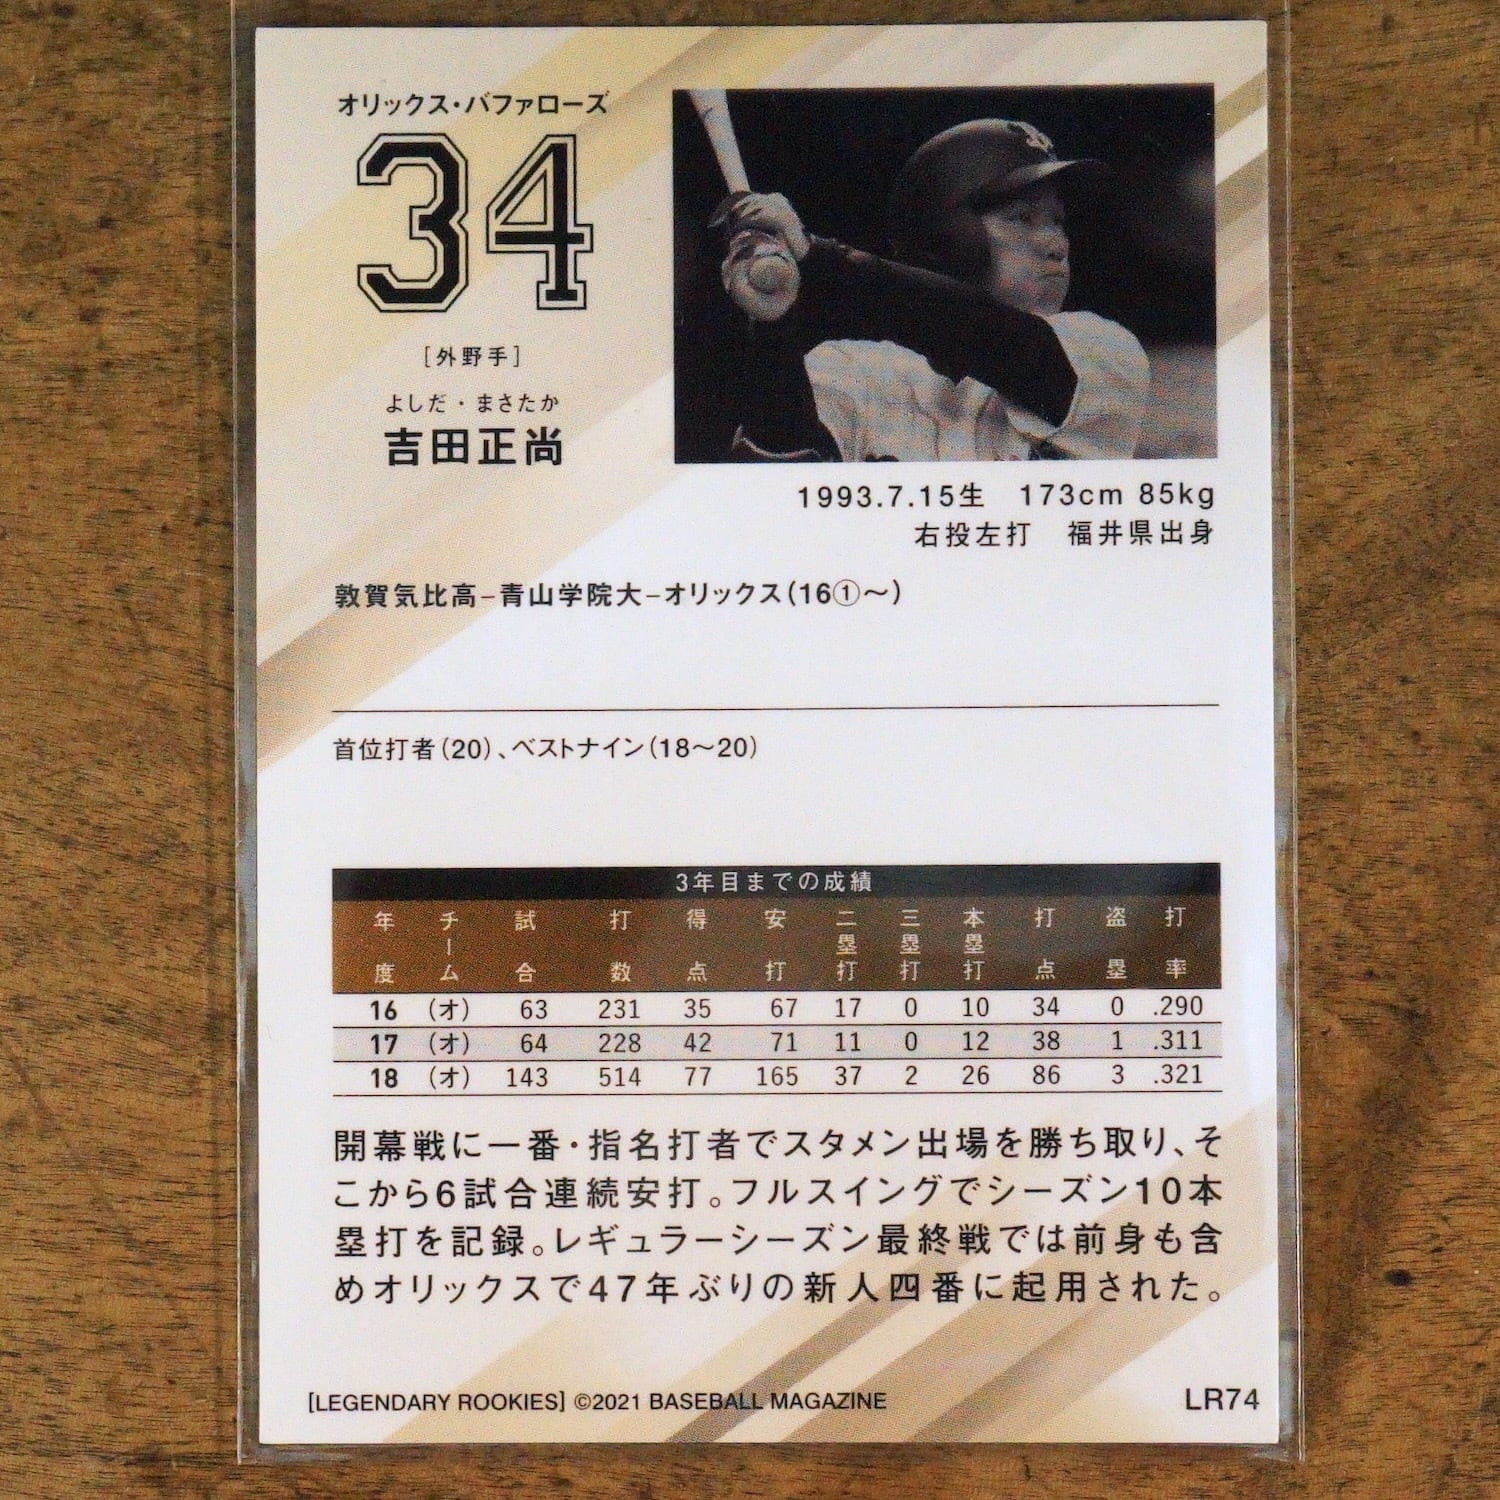 オリックス・バファローズ
34
［外野手］
よしだ・まさたか
吉田正尚
1993.7.15生　173cm 85kg
右投左打　福井県出身
敦賀気比高−青山学院大−オリックス(16①～)
首位打者(20)、ベストナイン(18～20)
3年目までの成績
年度 チーム 試合 打数 得点 安打 二塁打 三塁打 本塁打 打点 盗塁 打率
16 (オ) 63 231 35 67 17 0 10 34 0 .290
17 (オ) 64 228 42 71 11 0 12 38 1 .311
18 (オ) 143 514 77 165 37 2 26 86 3 .321
開幕戦に一番・指名打者でスタメン出場を勝ち取り、そ
こから6試合連続安打。フルスイングでシーズン10本
塁打を記録。レギュラーシーズン最終戦では前身も含
めオリックスで47年ぶりの新人四番に起用された。
[LEGENDARY ROOKIES] ©2021 BASEBALL MAGAZINE
LR74